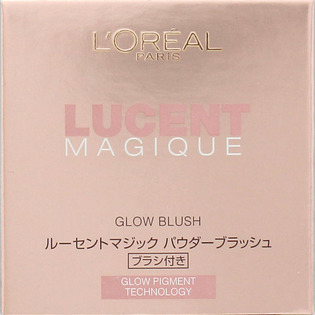 L'ORÉAL
PARIS
LUCENT
MAGIQUE
GLOW BLUSH
ルーセントマジック パウダーブラッシュ
ブラシ付き
GLOW PIGMENT
TECHNOLOGY